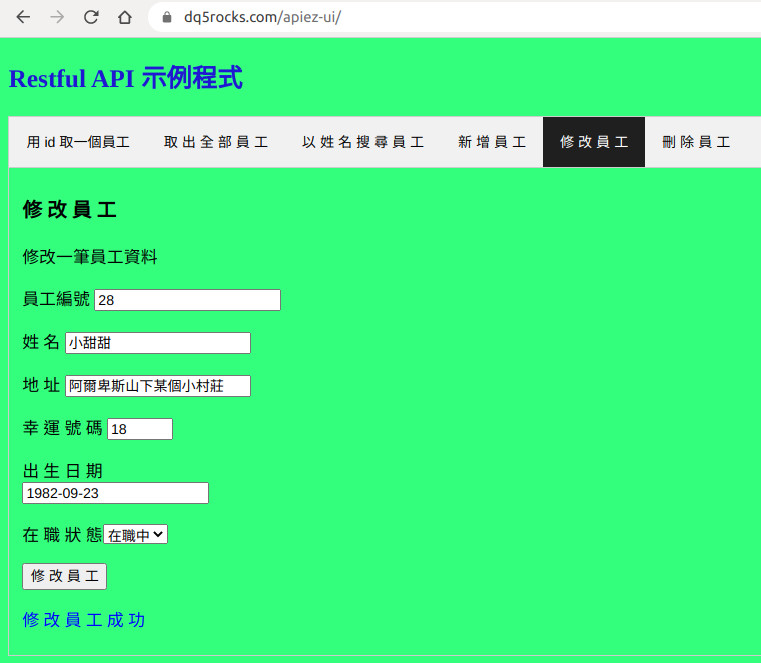 dq5rocks.com/apiez-ui/
Restful API 示例程式
用 id 取一個員工 取 出 全 部 員 工 以 姓 名 搜 尋 員 工 新 增 員 工 修 改 員 工 刪 除 員 工
修 改 員 工
修改一筆員工資料
員工編號 28
姓 名 小甜甜
地 址 阿爾卑斯山下某個小村莊
幸 運 號 碼 18
出 生 日 期
1982-09-23
在 職 狀 態 在職中
修 改 員 工
修 改 員 工 成 功